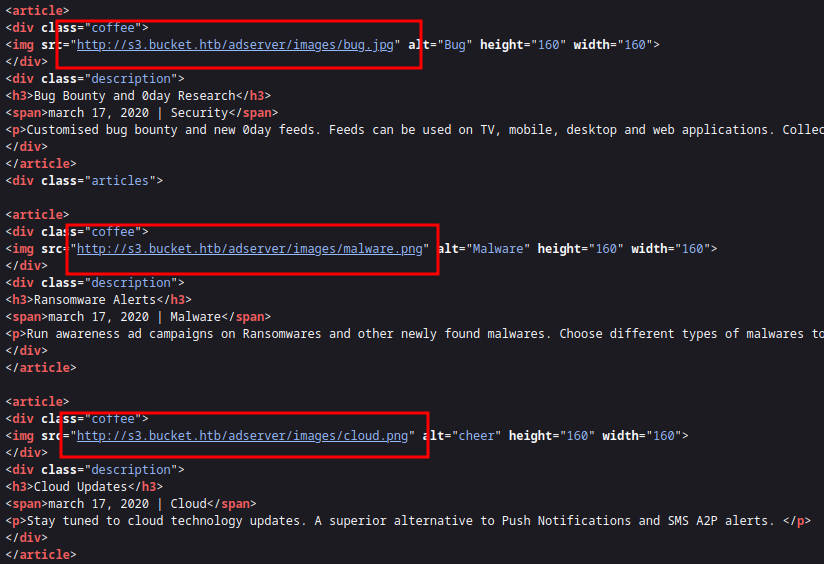 <article>
<div class="coffee">
<img src="http://s3.bucket.htb/adserver/images/bug.jpg" alt="Bug" height="160" width="160">
</div>
<div class="description">
<h3>Bug Bounty and 0day Research</h3>
<span>march 17, 2020 | Security</span>
<p>Customised bug bounty and new 0day feeds. Feeds can be used on TV, mobile, desktop and web applications. Collec
</div>
</article>
<div class="articles">
<article>
<div class="coffee">
<img src="http://s3.bucket.htb/adserver/images/malware.png" alt="Malware" height="160" width="160">
</div>
<div class="description">
<h3>Ransomware Alerts</h3>
<span>march 17, 2020 | Malware</span>
<p>Run awareness ad campaigns on Ransomwares and other newly found malwares. Choose different types of malwares to
</div>
</article>
<article>
<div class="coffee">
<img src="http://s3.bucket.htb/adserver/images/cloud.png" alt="cheer" height="160" width="160">
</div>
<div class="description">
<h3>Cloud Updates</h3>
<span>march 17, 2020 | Cloud</span>
<p>Stay tuned to cloud technology updates. A superior alternative to Push Notifications and SMS A2P alerts. </p>
</div>
</article>